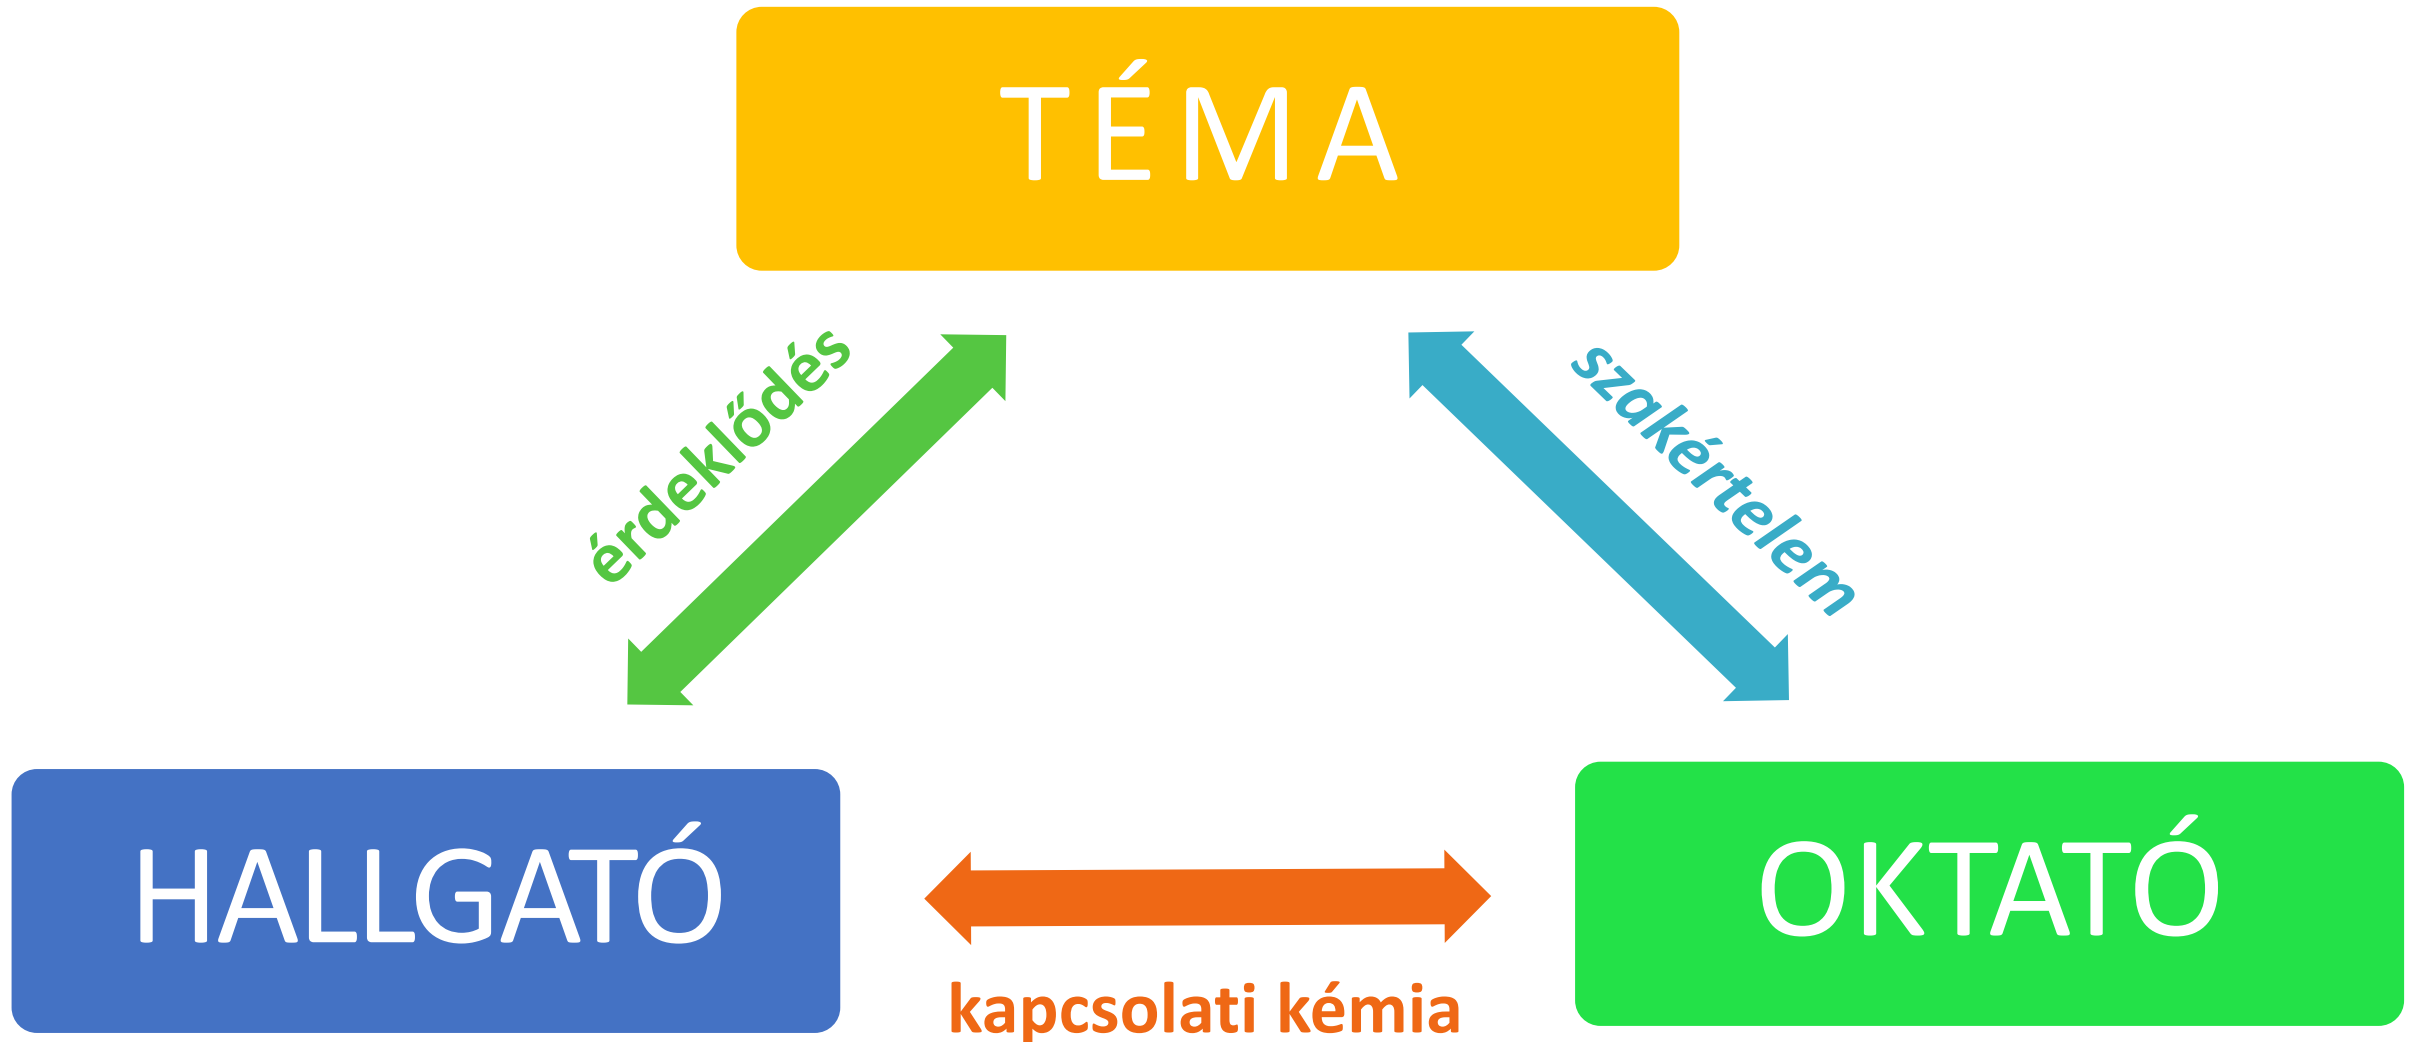 TÉMA
érdeklődés
szakértelem
HALLGATÓ
OKTATÓ
kapcsolati kémia